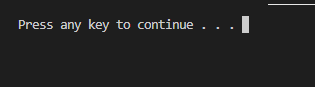 Press any key to continue . . .